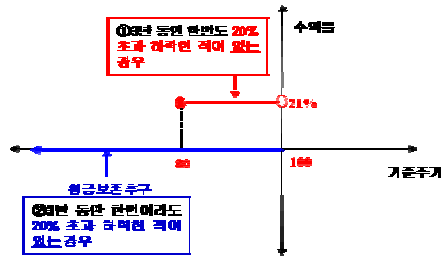 ①3년 동안 한번도 20%
초과 하락한 적이 없는
경우
수익률
21%
80
100
기준주가
원금보존추구
②3년 동안 한번이라도
20% 초과 하락한 적이
있는 경우